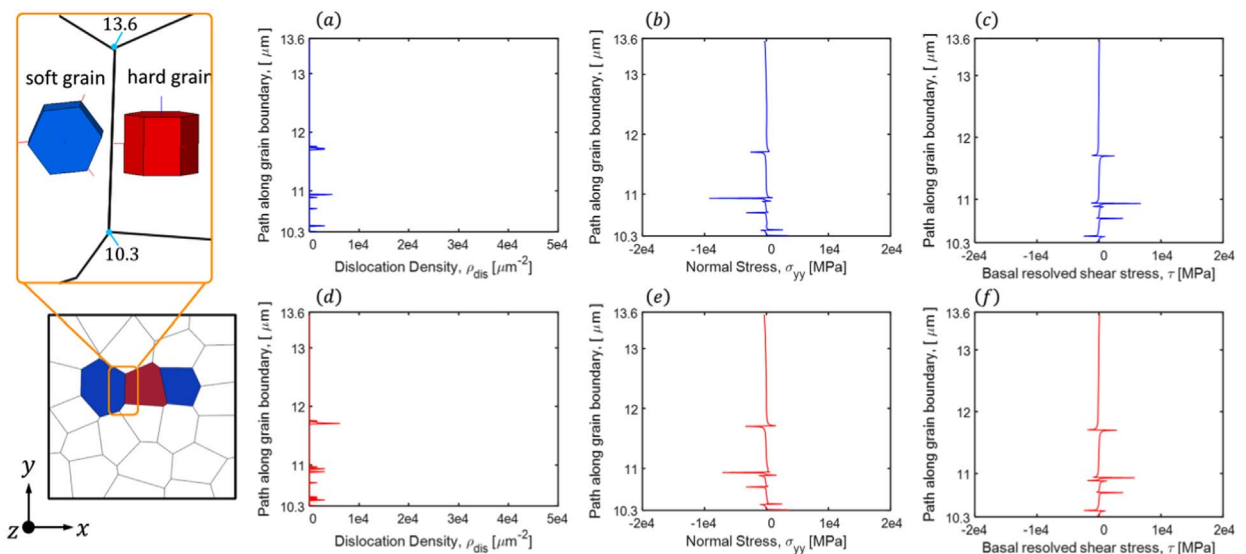 13.6
soft grain hard grain
10.3
y
z x
(a)
Path along grain boundary, [ μm]
13.6
13
12
11
10.3
0 1e4 2e4 3e4 4e4 5e4
Dislocation Density, ρdis [μm-2]
(b)
Path along grain boundary, [ μm]
13.6
13
12
11
10.3
-2e4 -1e4 0 1e4 2e4
Normal Stress, σyy [MPa]
(c)
Path along grain boundary, [ μm]
13.6
13
12
11
10.3
-2e4 -1e4 0 1e4 2e4
Basal resolved shear stress, τ [MPa]
(d)
Path along grain boundary, [ μm]
13.6
13
12
11
10.3
0 1e4 2e4 3e4 4e4 5e4
Dislocation Density, ρdis [μm-2]
(e)
Path along grain boundary, [ μm]
13.6
13
12
11
10.3
-2e4 -1e4 0 1e4 2e4
Normal Stress, σyy [MPa]
(f)
Path along grain boundary, [ μm]
13.6
13
12
11
10.3
-2e4 -1e4 0 1e4 2e4
Basal resolved shear stress, τ [MPa]